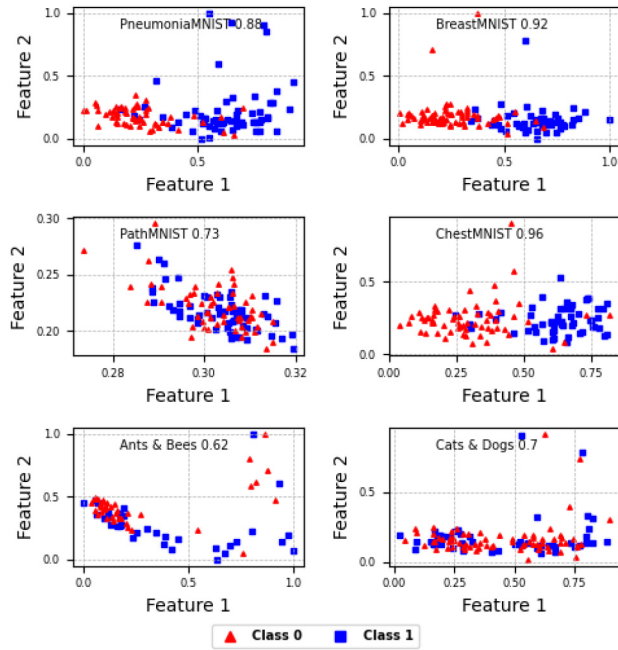 PneumoniaMNIST 0.88
Feature 2
1.0
0.5
0.0
0.0
0.5
Feature 1
BreastMNIST 0.92
Feature 2
1.0
0.5
0.0
0.0
0.5
1.0
Feature 1
PathMNIST 0.73
Feature 2
0.30
0.25
0.20
0.28
0.30
0.32
Feature 1
ChestMNIST 0.96
Feature 2
0.5
0.0
0.00
0.25
0.50
0.75
Feature 1
Ants & Bees 0.62
Feature 2
1.0
0.5
0.0
0.0
0.5
1.0
Feature 1
Cats & Dogs 0.7
Feature 2
0.5
0.0
0.00
0.25
0.50
0.75
Feature 1
Class 0
Class 1